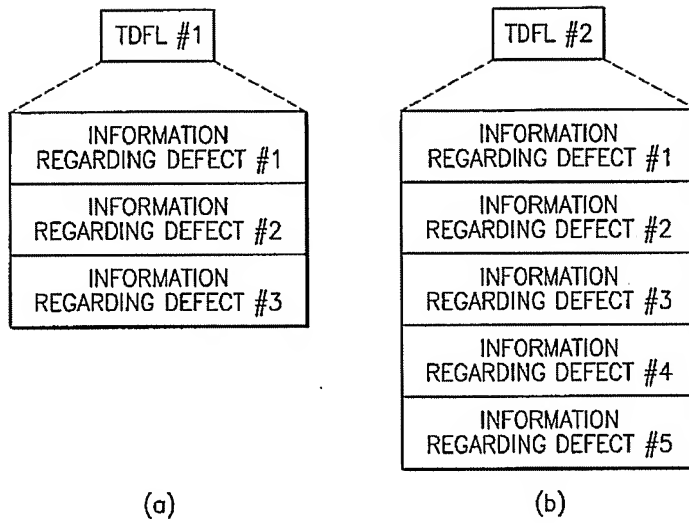 TDFL #1
INFORMATION
REGARDING DEFECT #1
INFORMATION
REGARDING DEFECT #2
INFORMATION
REGARDING DEFECT #3
(a)
TDFL #2
INFORMATION
REGARDING DEFECT #1
INFORMATION
REGARDING DEFECT #2
INFORMATION
REGARDING DEFECT #3
INFORMATION
REGARDING DEFECT #4
INFORMATION
REGARDING DEFECT #5
(b)